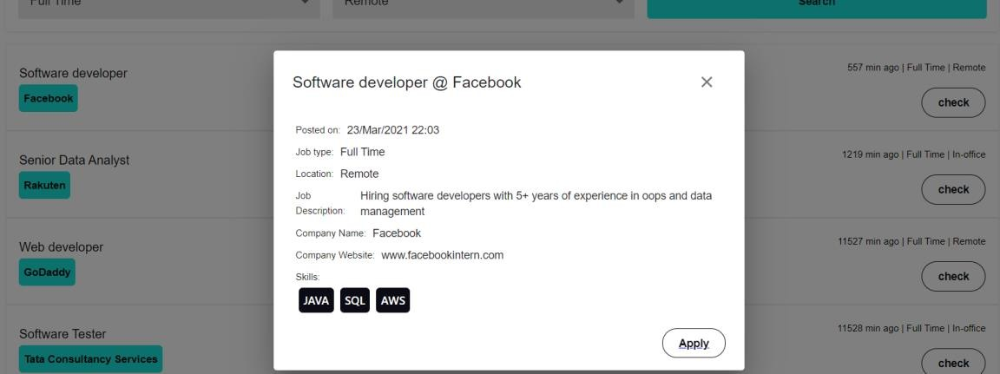 Full Time
Remote
Search
Software developer
Facebook
557 min ago | Full Time | Remote
check
Senior Data Analyst
Rakuten
1219 min ago | Full Time | In-office
check
Web developer
GoDaddy
11527 min ago | Full Time | Remote
check
Software Tester
Tata Consultancy Services
11528 min ago | Full Time | In-office
check
Software developer @ Facebook
Posted on: 23/Mar/2021 22:03
Job type: Full Time
Location: Remote
Job Hiring software developers with 5+ years of experience in oops and data
Description: management
Company Name: Facebook
Company Website: www.facebookintern.com
Skills:
JAVA SQL AWS
Apply